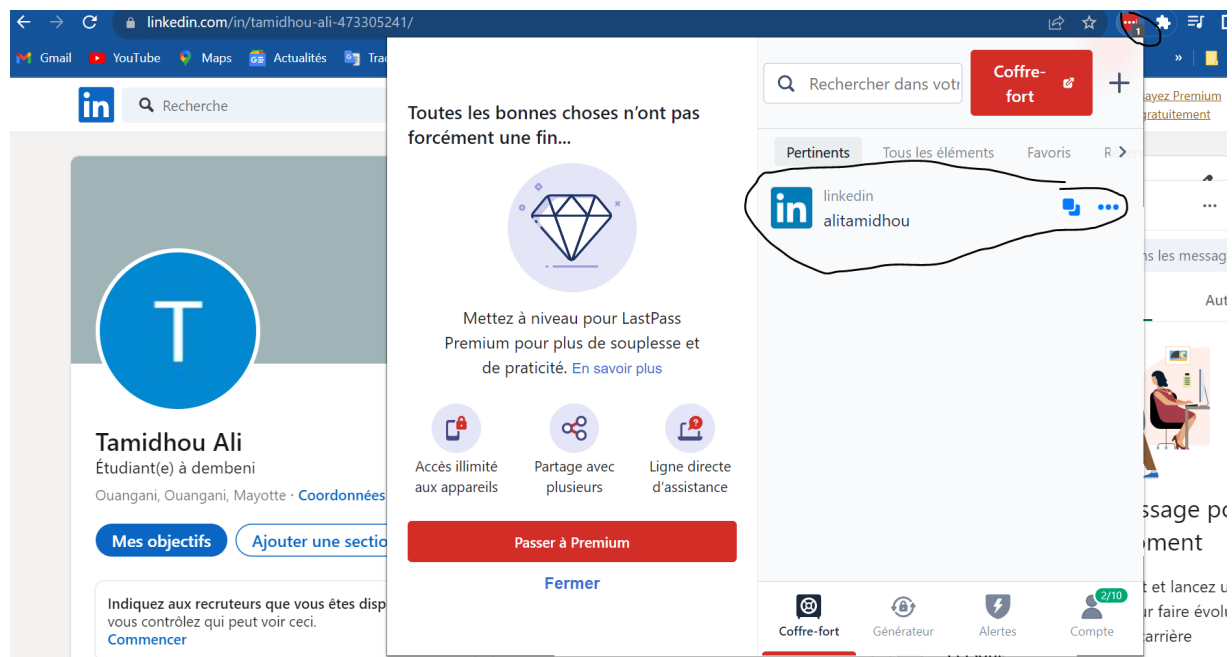 linkedin.com/in/tamidhou-ali-473305241/
1
Gmail
YouTube
Maps
GE
Actualités
»
in
Recherche
Toutes les bonnes choses n'ont pas
forcément une fin...
Mettez à niveau pour LastPass
Premium pour plus de souplesse et
de praticité. En savoir plus
Accès illimité
aux appareils
Partage avec
plusieurs
Ligne directe
d'assistance
Passer à Premium
Fermer
Rechercher dans votr
Coffre-
fort
Pertinents
Tous les éléments
Favoris
in
linkedin
alitamidhou
Coffre-fort
Générateur
Alertes
2/10
Compte
T
Tamidhou Ali
Étudiant(e) à dembeni
Ouangani, Ouangani, Mayotte · Coordonnées
Mes objectifs
Ajouter une sectio
Indiquez aux recruteurs que vous êtes disp
vous contrôlez qui peut voir ceci.
Commencer
ayez Premium
gratuitement
ns les messag
Aut
ssage po
oment
t et lancez u
ur faire évolu
carrière